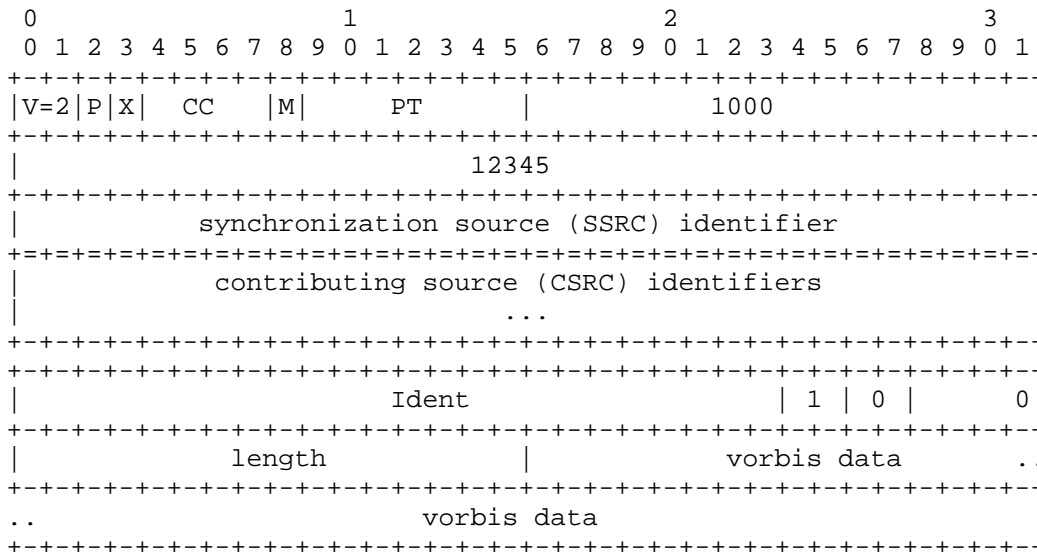 0                   1                   2                   3
 0 1 2 3 4 5 6 7 8 9 0 1 2 3 4 5 6 7 8 9 0 1 2 3 4 5 6 7 8 9 0 1
+-+-+-+-+-+-+-+-+-+-+-+-+-+-+-+-+-+-+-+-+-+-+-+-+-+-+-+-+-+-+-+--
|V=2|P|X|  CC   |M|     PT      |           1000
+-+-+-+-+-+-+-+-+-+-+-+-+-+-+-+-+-+-+-+-+-+-+-+-+-+-+-+-+-+-+-+--
|                            12345
+-+-+-+-+-+-+-+-+-+-+-+-+-+-+-+-+-+-+-+-+-+-+-+-+-+-+-+-+-+-+-+--
|           synchronization source (SSRC) identifier
+=+=+=+=+=+=+=+=+=+=+=+=+=+=+=+=+=+=+=+=+=+=+=+=+=+=+=+=+=+=+=+=-
|            contributing source (CSRC) identifiers
|                              ...
+-+-+-+-+-+-+-+-+-+-+-+-+-+-+-+-+-+-+-+-+-+-+-+-+-+-+-+-+-+-+-+--
+-+-+-+-+-+-+-+-+-+-+-+-+-+-+-+-+-+-+-+-+-+-+-+-+-+-+-+-+-+-+-+--
|                       Ident                   | 1 | 0 |      0
+-+-+-+-+-+-+-+-+-+-+-+-+-+-+-+-+-+-+-+-+-+-+-+-+-+-+-+-+-+-+-+--
|             length            |            vorbis data       ..
+-+-+-+-+-+-+-+-+-+-+-+-+-+-+-+-+-+-+-+-+-+-+-+-+-+-+-+-+-+-+-+--
..                        vorbis data
+-+-+-+-+-+-+-+-+-+-+-+-+-+-+-+-+-+-+-+-+-+-+-+-+-+-+-+-+-+-+-+--